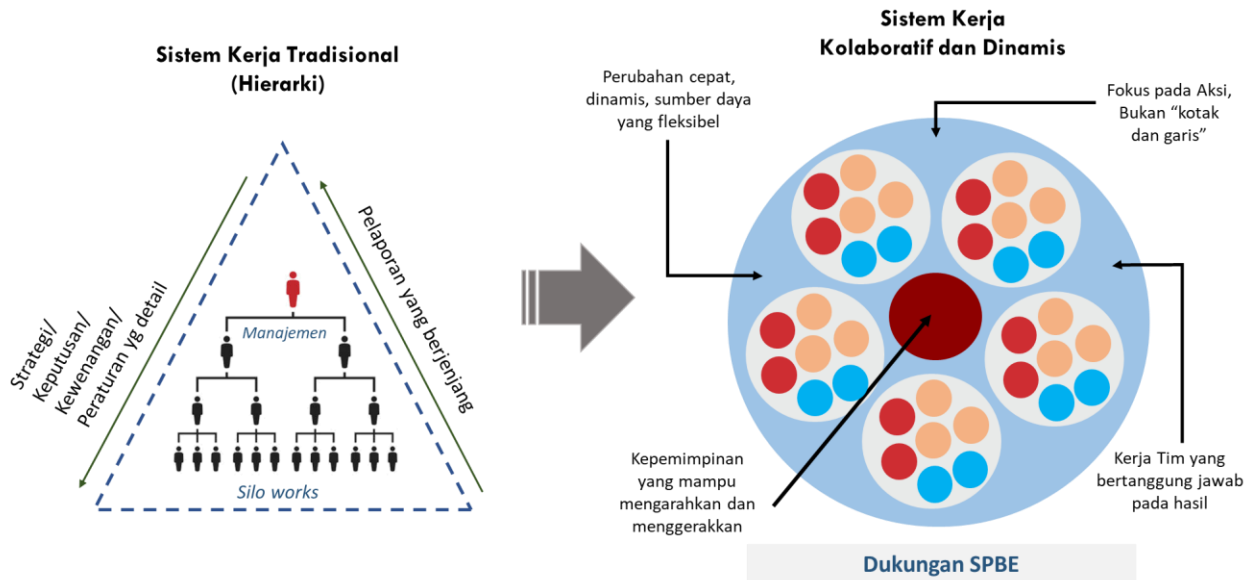 Sistem Kerja Tradisional
(Hierarki)
Strategi/
Keputusan/
Kewenangan/
Peraturan yg detail
Pelaporan yang berjenjang
Manajemen
Silo works
Sistem Kerja
Kolaboratif dan Dinamis
Perubahan cepat,
dinamis, sumber daya
yang fleksibel
Fokus pada Aksi,
Bukan “kotak
dan garis”
Kepemimpinan
yang mampu
mengarahkan dan
menggerakkan
Kerja Tim yang
bertanggung jawab
pada hasil
Dukungan SPBE